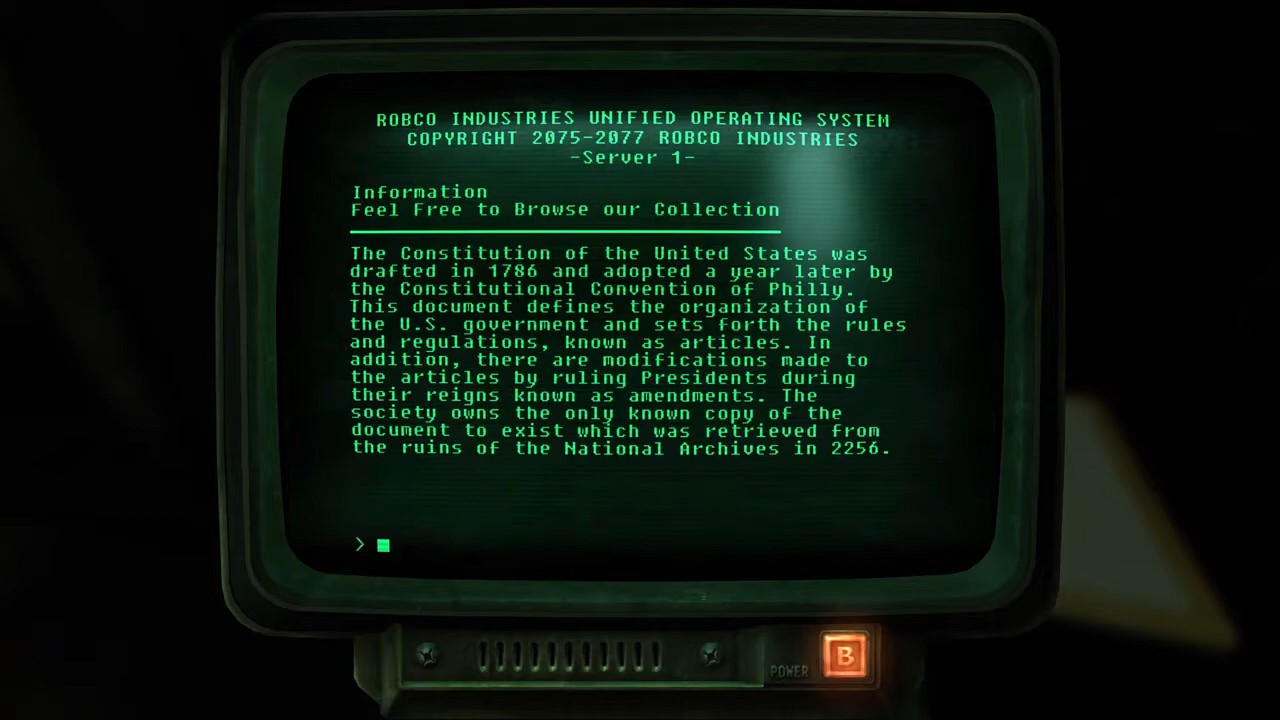 ROBCO INDUSTRIES UNIFIED OPERATING SYSTEM
COPYRIGHT 2075-2077 ROBCO INDUSTRIES
-Server 1-
Information
Feel Free to Browse our Collection
The Constitution of the United States was
drafted in 1786 and adopted a year later by
the Constitutional Convention of Philly.
This document defines the organization of
the U.S. government and sets forth the rules
and regulations, known as articles. In
addition, there are modifications made to
the articles by ruling Presidents during
their reigns known as amendments. The
society owns the only known copy of the
document to exist which was retrieved from
the ruins of the National Archives in 2256.
>
POWER B